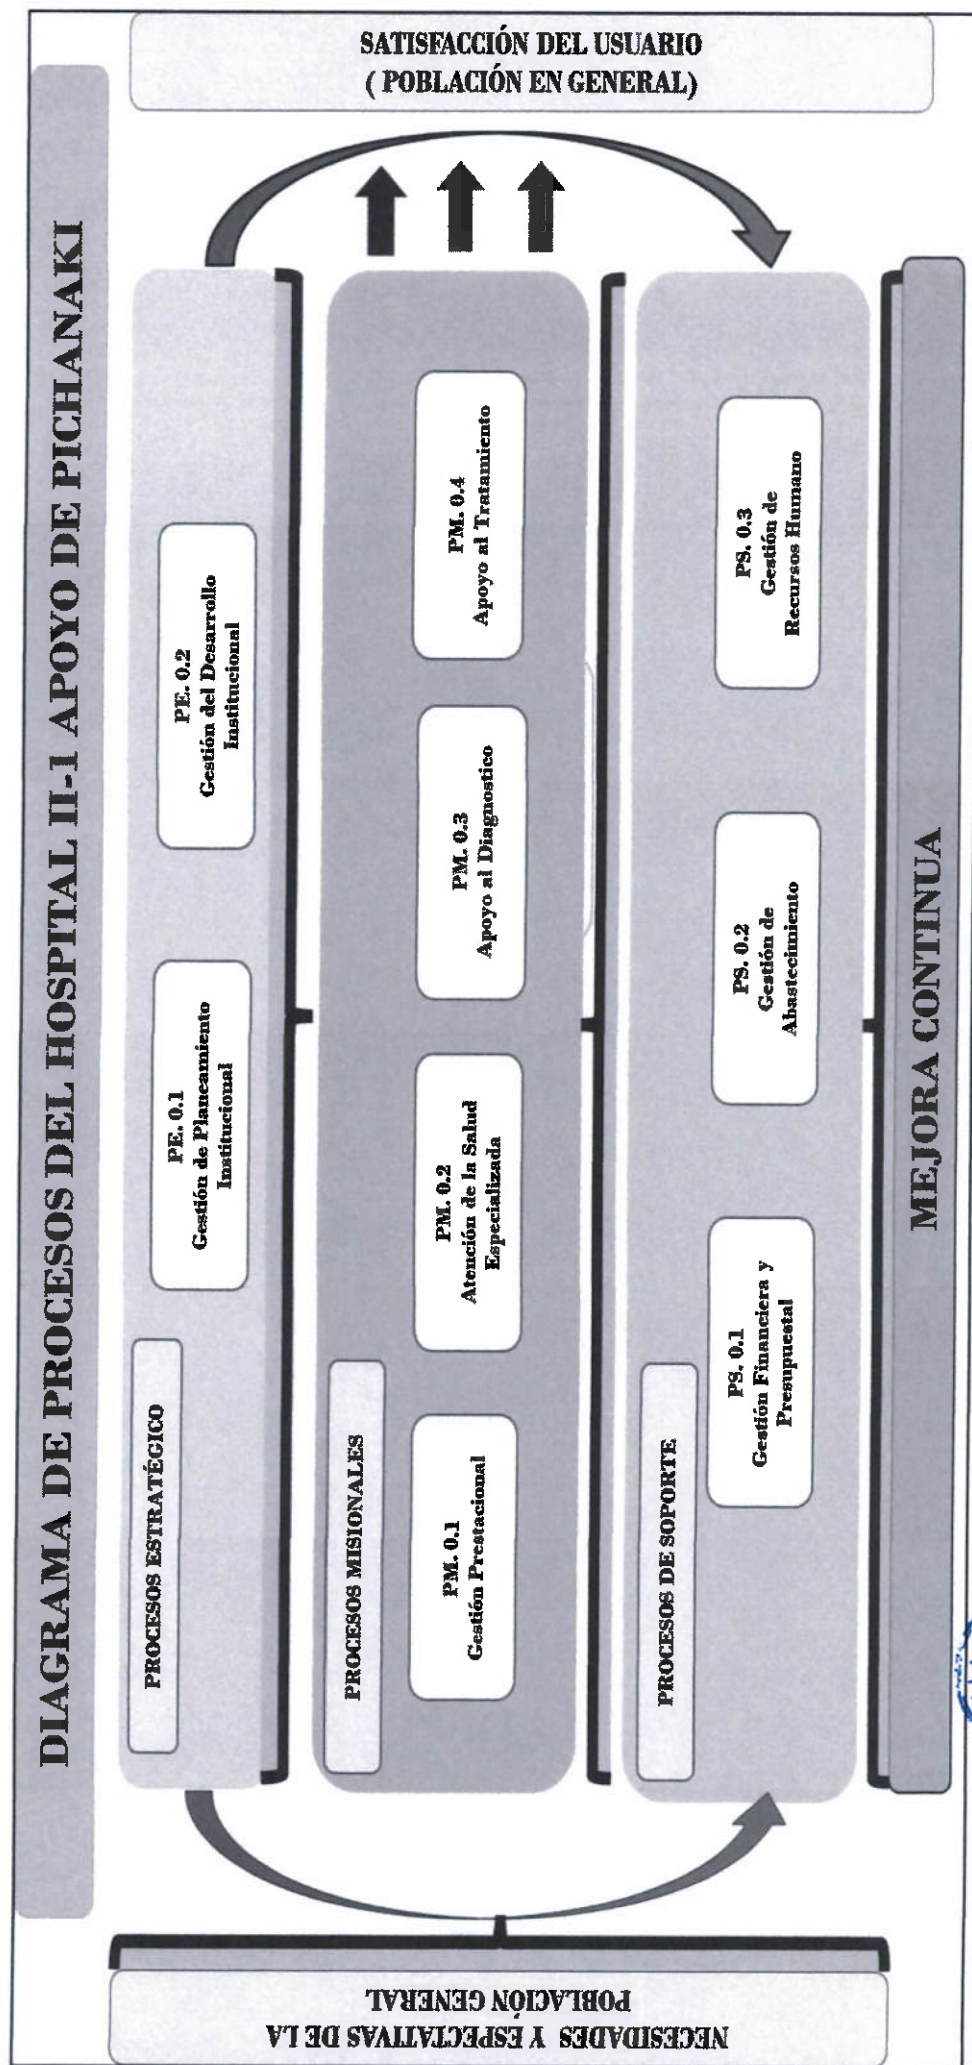 DIAGRAMA DE PROCESOS DEL HOSPITAL II-1 APOYO DE PICHANAKI
NECESIDADES Y ESPECTATIVAS DE LA
POBLACIÓN GENERAL
PROCESOS ESTRATÉGICO
PE. 0.1
Gestión de Planeamiento
Institucional
PE. 0.2
Gestión del Desarrollo
Institucional
PROCESOS MISIONALES
PM. 0.1
Gestión Prestacional
PM. 0.2
Atención de la Salud
Especializada
PM. 0.3
Apoyo al Diagnostico
PM. 0.4
Apoyo al Tratamiento
PROCESOS DE SOPORTE
PS. 0.1
Gestión Financiera y
Presupuestal
PS. 0.2
Gestión de
Abastecimiento
PS. 0.3
Gestión de
Recursos Humano
SATISFACCIÓN DEL USUARIO
( POBLACIÓN EN GENERAL)
MEJORA CONTINUA